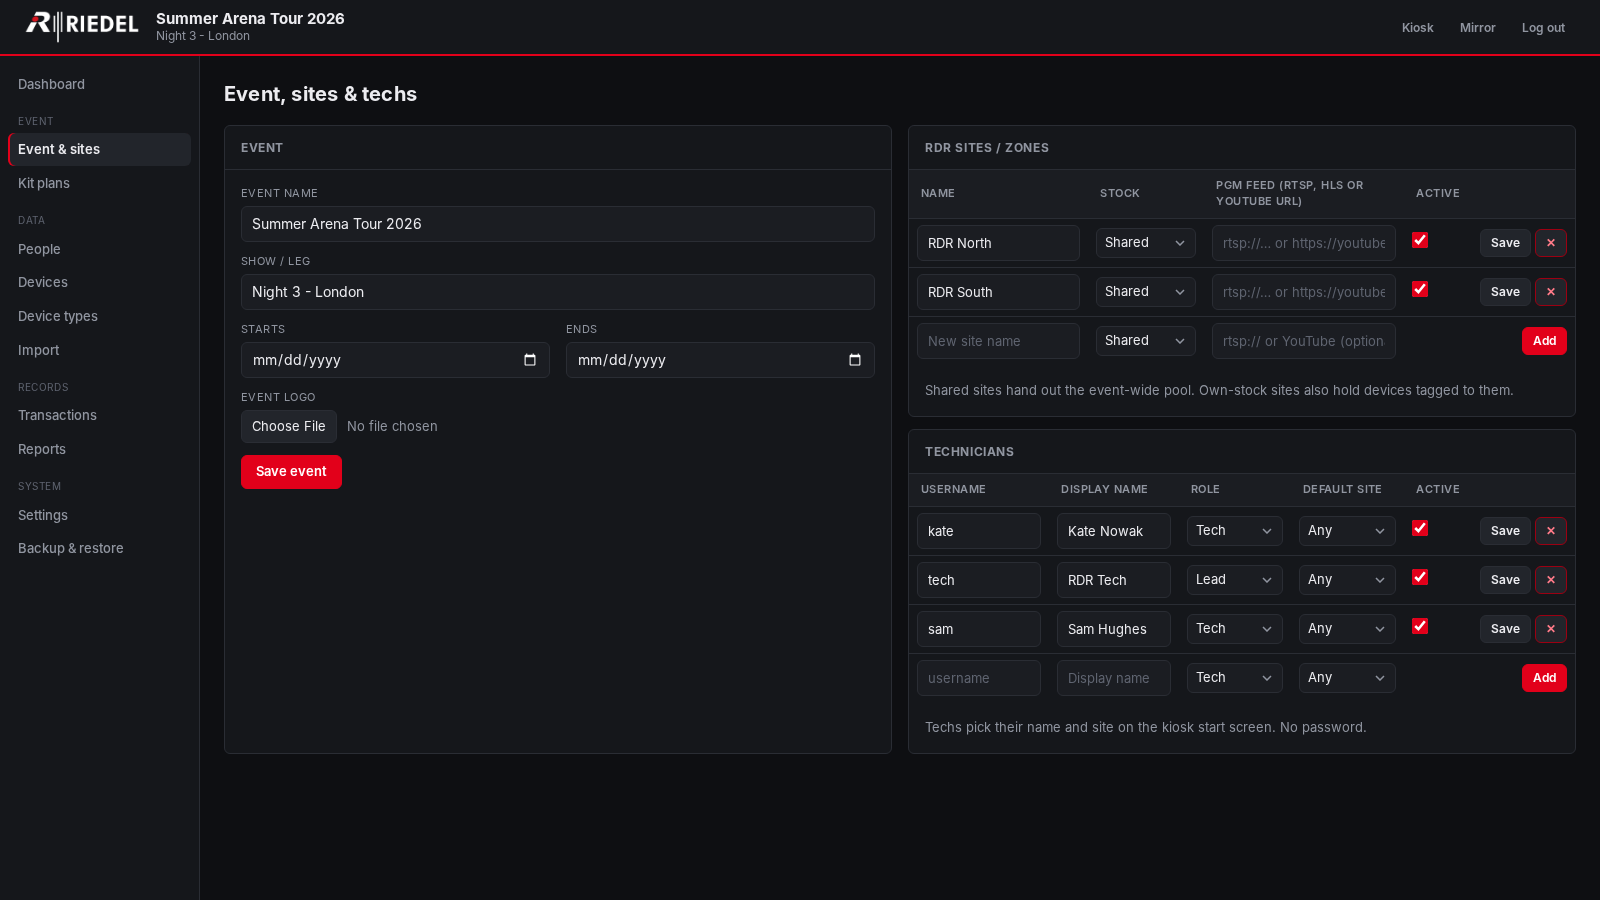 RIEDEL
Summer Arena Tour 2026
Night 3 - London
Kiosk
Mirror
Log out
Dashboard
EVENT
Event & sites
Kit plans
DATA
People
Devices
Device types
Import
RECORDS
Transactions
Reports
SYSTEM
Settings
Backup & restore
Event, sites & techs
EVENT
EVENT NAME
Summer Arena Tour 2026
SHOW / LEG
Night 3 - London
STARTS ENDS
mm/dd/yyyy mm/dd/yyyy
EVENT LOGO
Choose File No file chosen
Save event
RDR SITES / ZONES
NAME STOCK PGM FEED (RTSP, HLS OR YOUTUBE URL) ACTIVE
RDR North Shared rtsp://... or https://youtube Save ×
RDR South Shared rtsp://... or https://youtube Save ×
New site name Shared rtsp:// or YouTube (option Add
Shared sites hand out the event-wide pool. Own-stock sites also hold devices tagged to them.
TECHNICIANS
USERNAME DISPLAY NAME ROLE DEFAULT SITE ACTIVE
kate Kate Nowak Tech Any Save ×
tech RDR Tech Lead Any Save ×
sam Sam Hughes Tech Any Save ×
username Display name Tech Any Add
Techs pick their name and site on the kiosk start screen. No password.